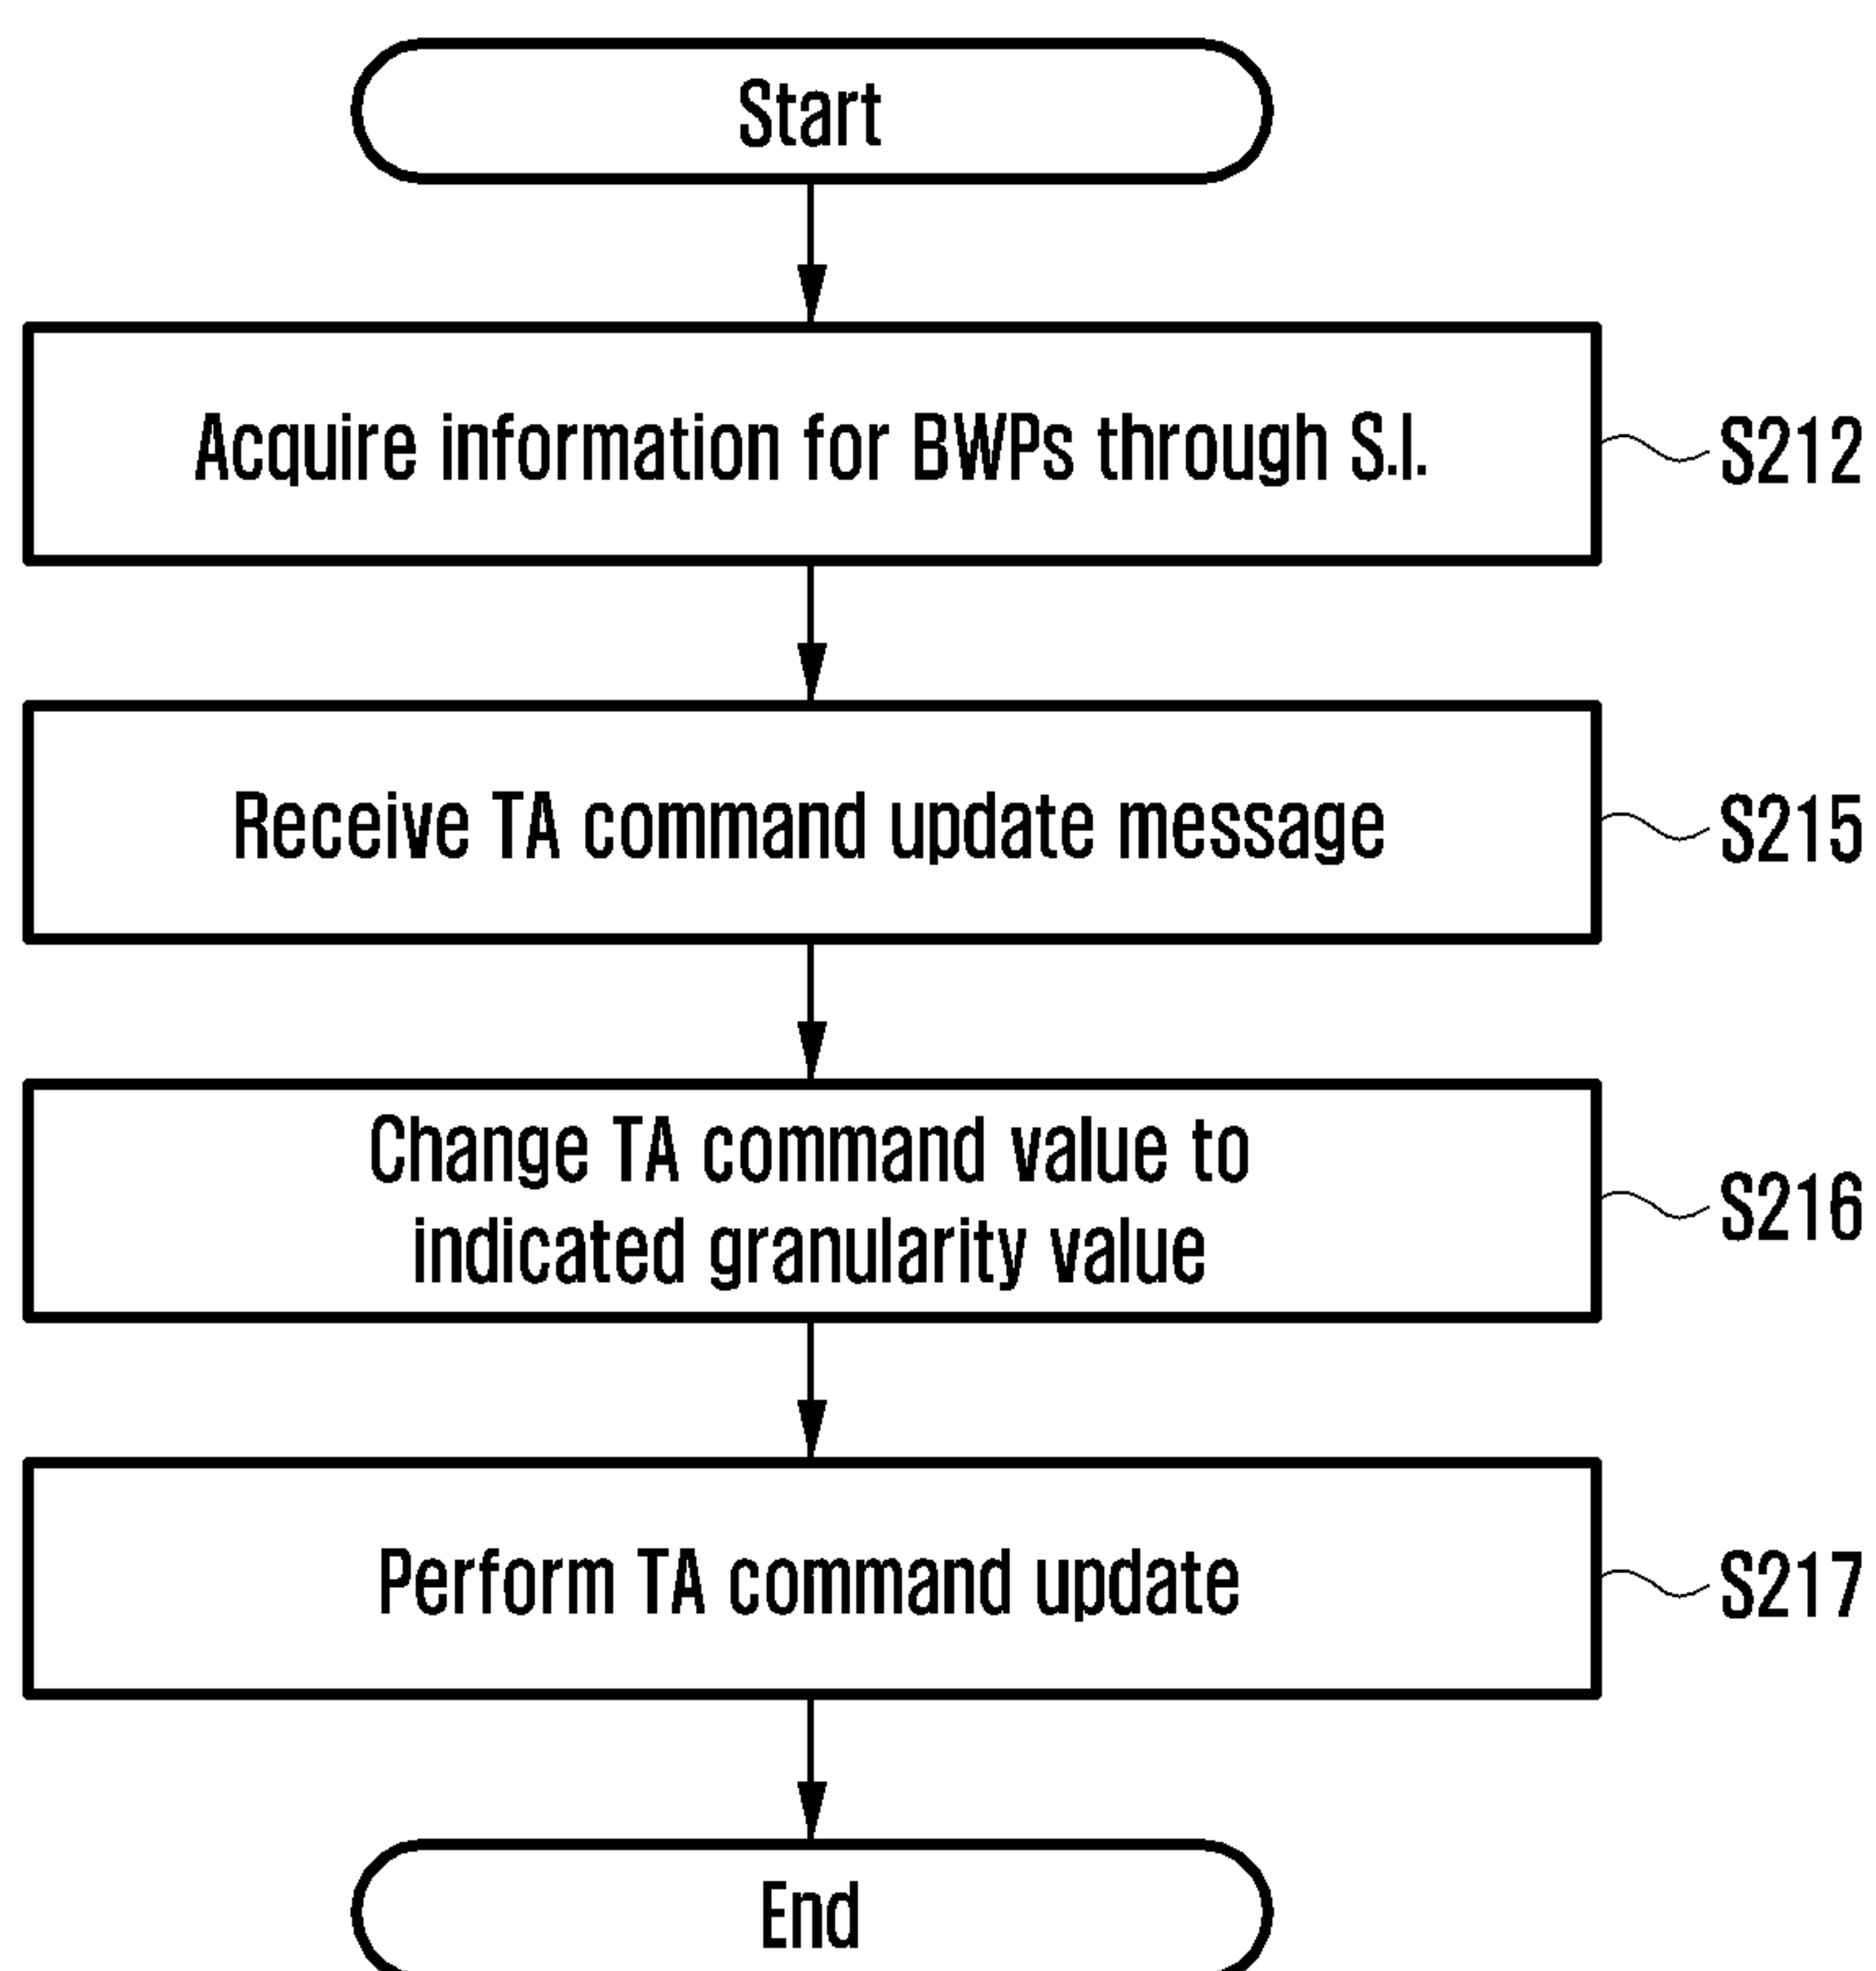 Start
Acquire information for BWPs through S.I.
S212
Receive TA command update message
S215
Change TA command value to
indicated granularity value
S216
Perform TA command update
S217
End